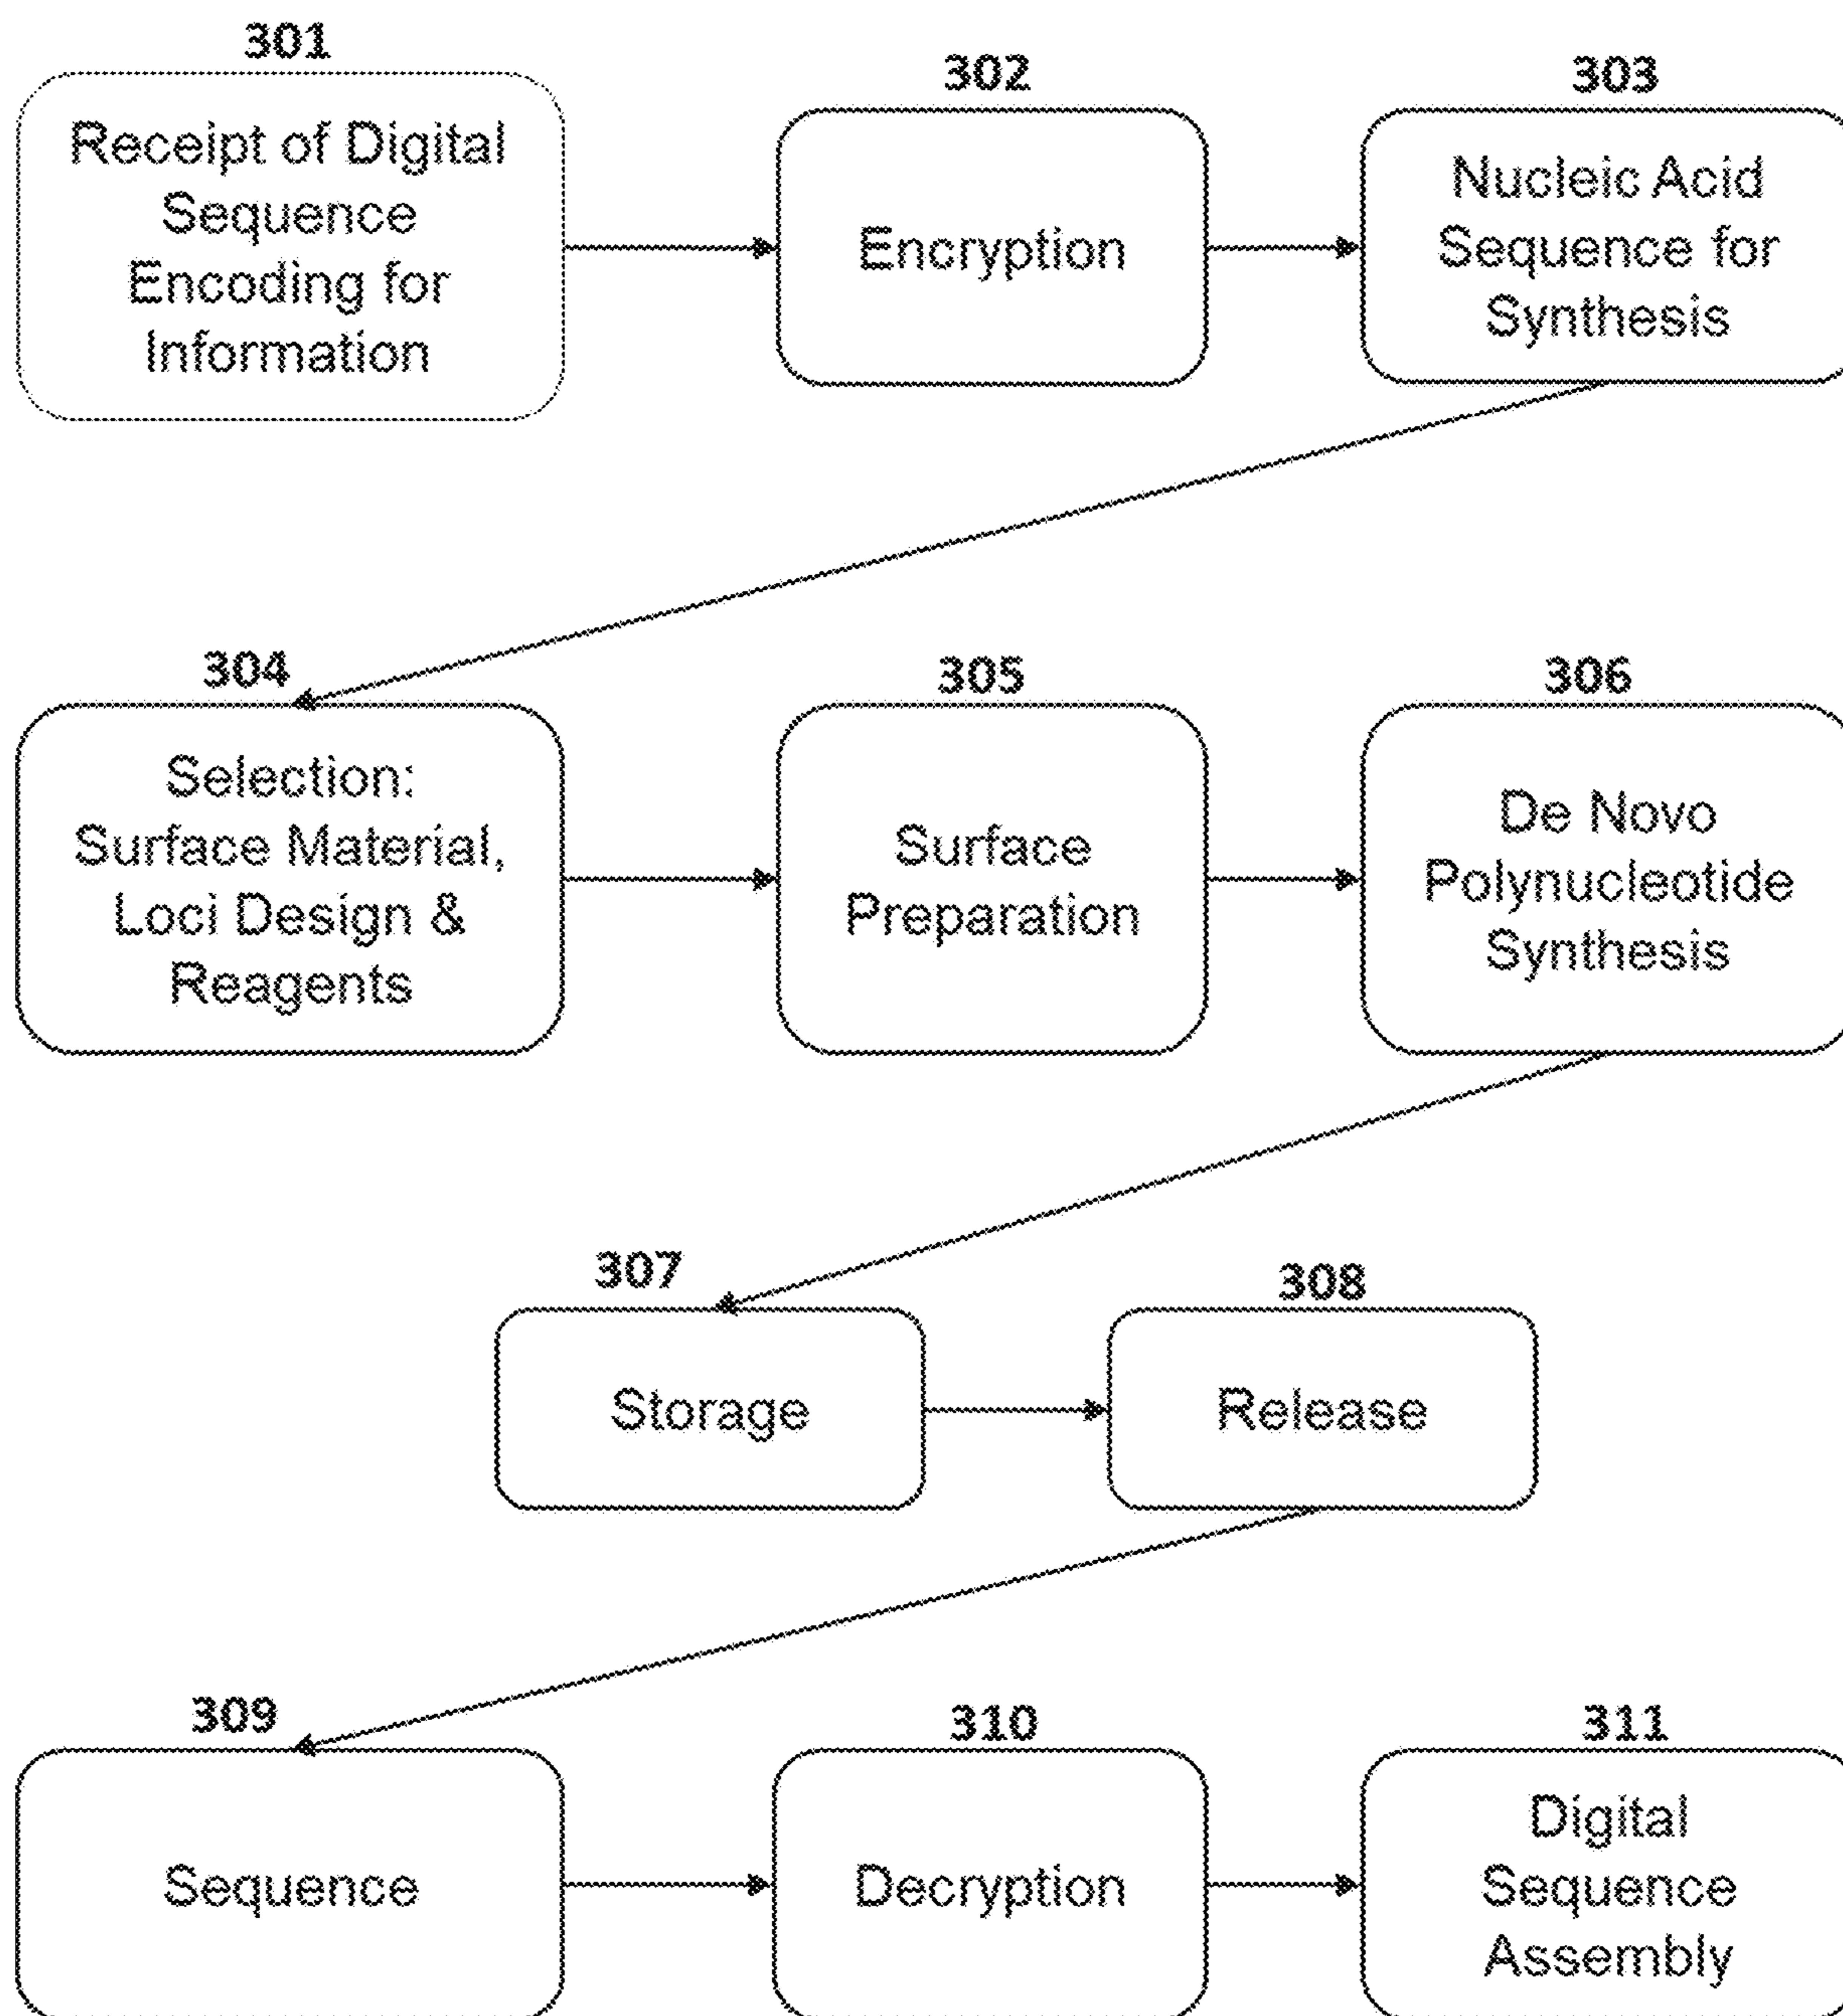 301
Receipt of Digital
Sequence
Encoding for
Information
302
Encryption
303
Nucleic Acid
Sequence for
Synthesis
304
Selection:
Surface Material,
Loci Design &
Reagents
305
Surface
Preparation
306
De Novo
Polynucleotide
Synthesis
307
Storage
308
Release
309
Sequence
310
Decryption
311
Digital
Sequence
Assembly